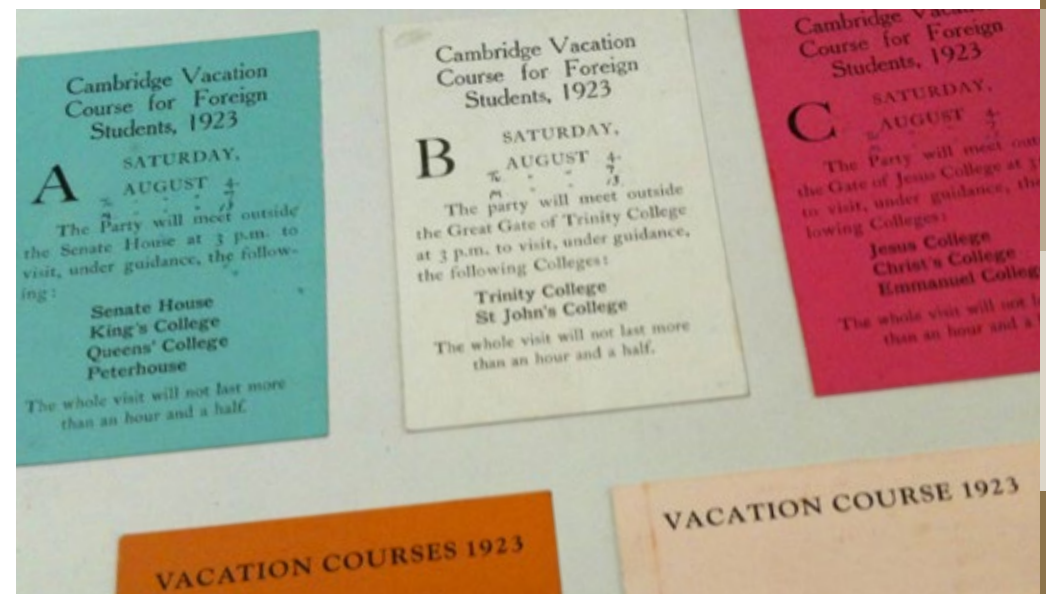 Cambridge Vacation
Course for Foreign
Students, 1923
A
SATURDAY,
AUGUST 4
The Party will meet outside
the Senate House at 3 p.m. to
visit, under guidance, the follow-
ing:
Senate House
King's College
Queens' College
Peterhouse
The whole visit will not last more
than an hour and a half.
Cambridge Vacation
Course for Foreign
Students, 1923
B
SATURDAY,
AUGUST 4
The party will meet outside
the Great Gate of Trinity College
at 3 p.m. to visit, under guidance,
the following Colleges:
Trinity College
St John's College
The whole visit will not last more
than an hour and a half.
Cambridge Vacation
Course for Foreign
Students, 1923
C
SATURDAY,
AUGUST 4
The Party will meet
the Gate of Jesus College at 3
to visit, under guidance, the
lowing Colleges:
Jesus College
Christ's College
Emmanuel
The whole visit will not
than an hour and a
VACATION COURSES 1923
VACATION COURSE 1923